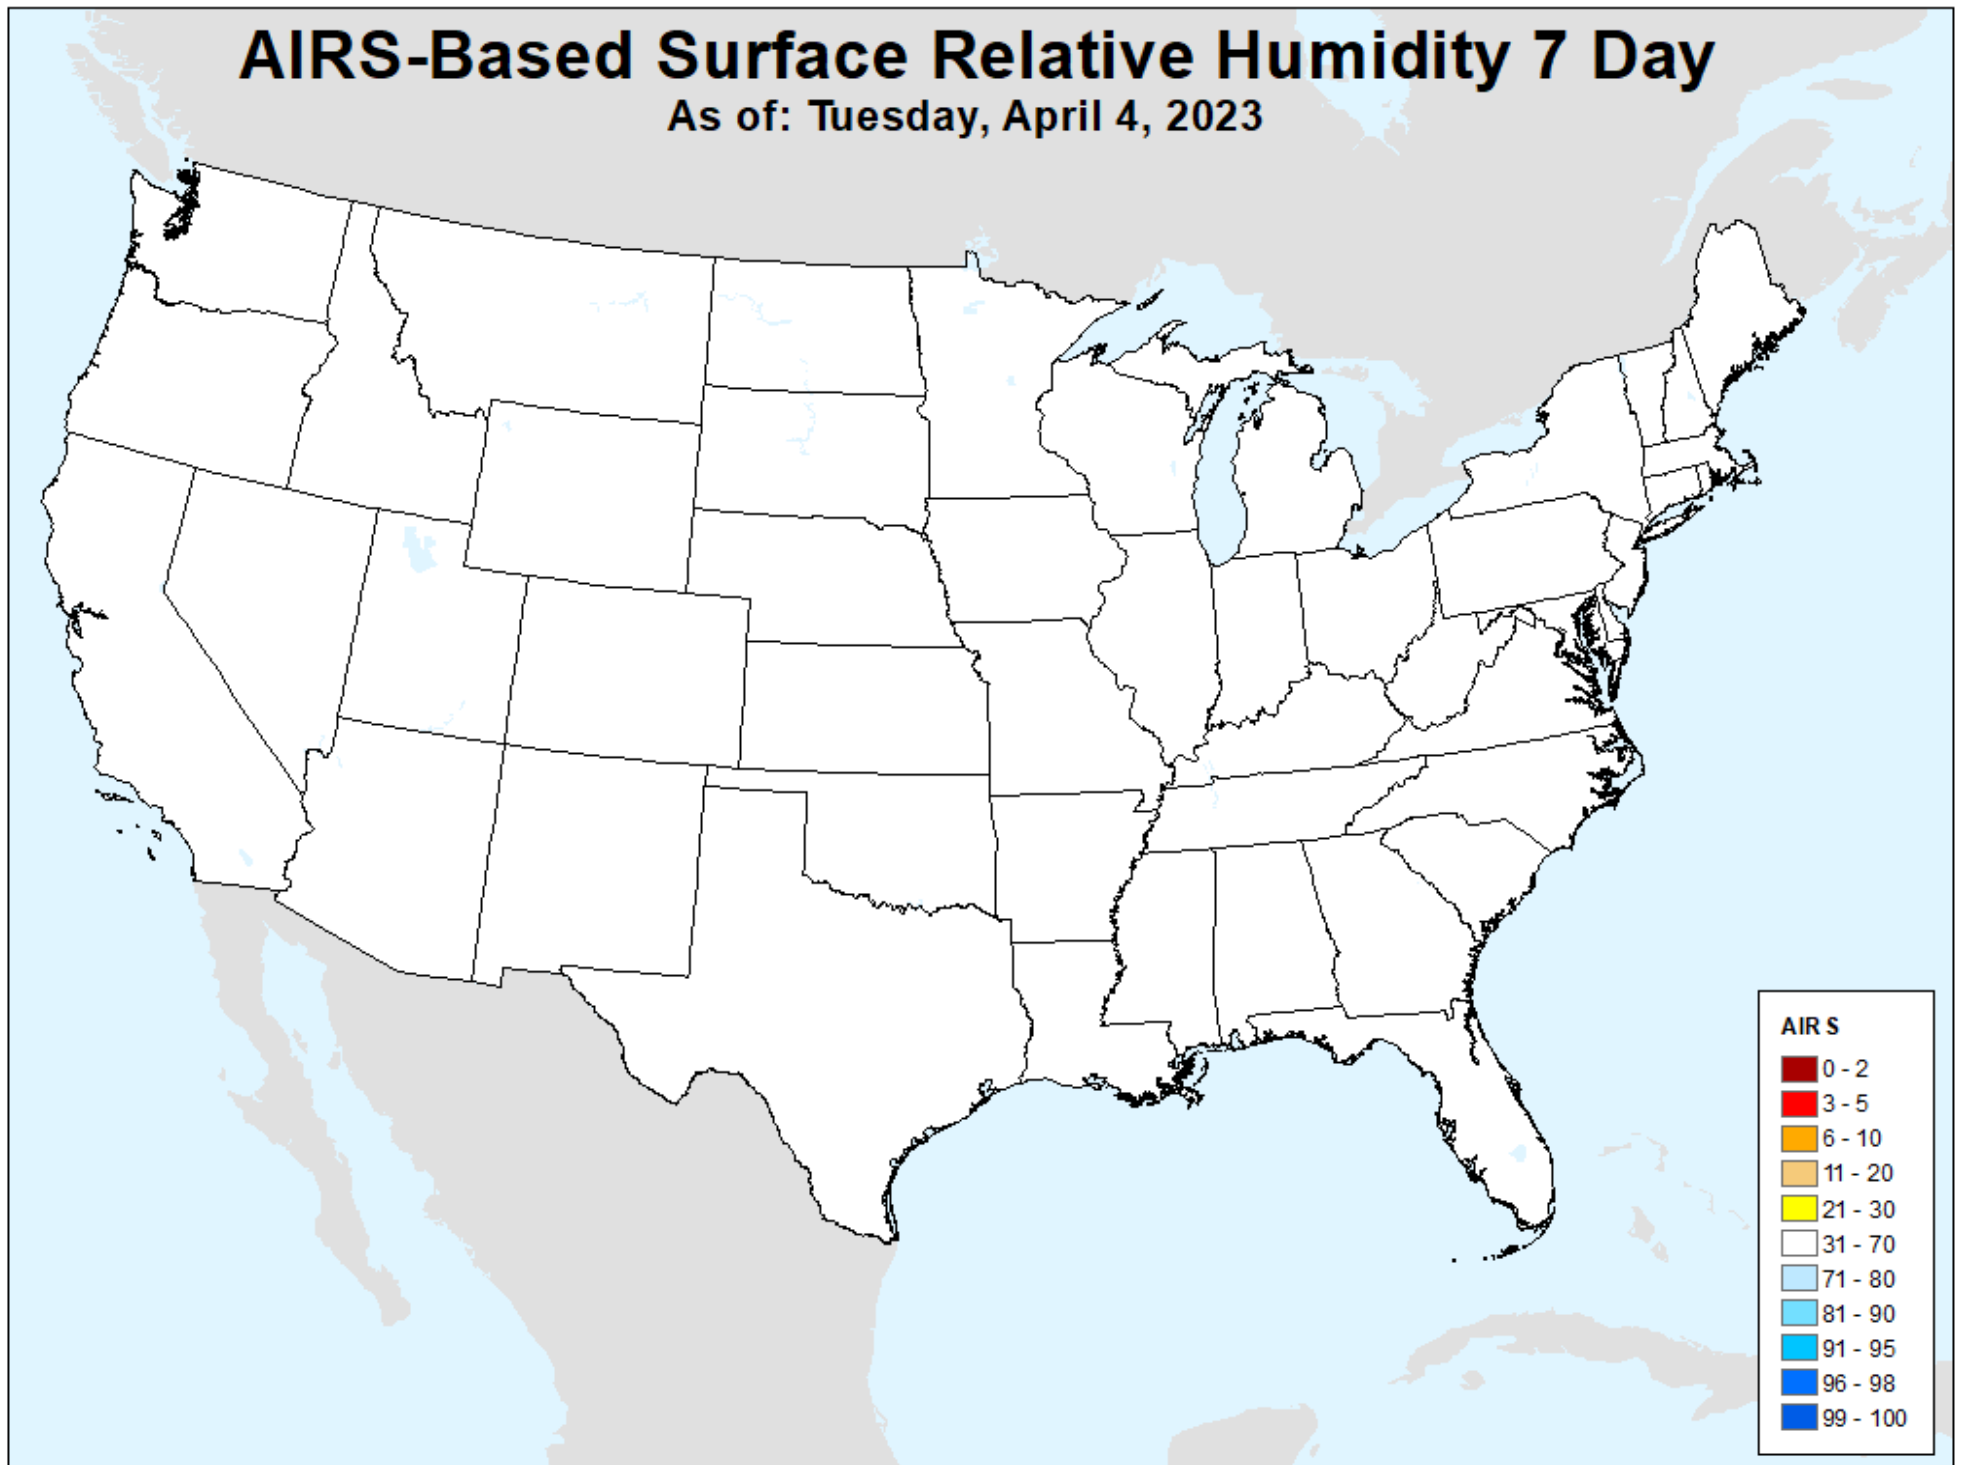 AIRS-Based Surface Relative Humidity 7 Day
As of: Tuesday, April 4, 2023
AIRS
0 - 2
3 - 5
6 - 10
11 - 20
21 - 30
31 - 70
71 - 80
81 - 90
91 - 95
96 - 98
99 - 100